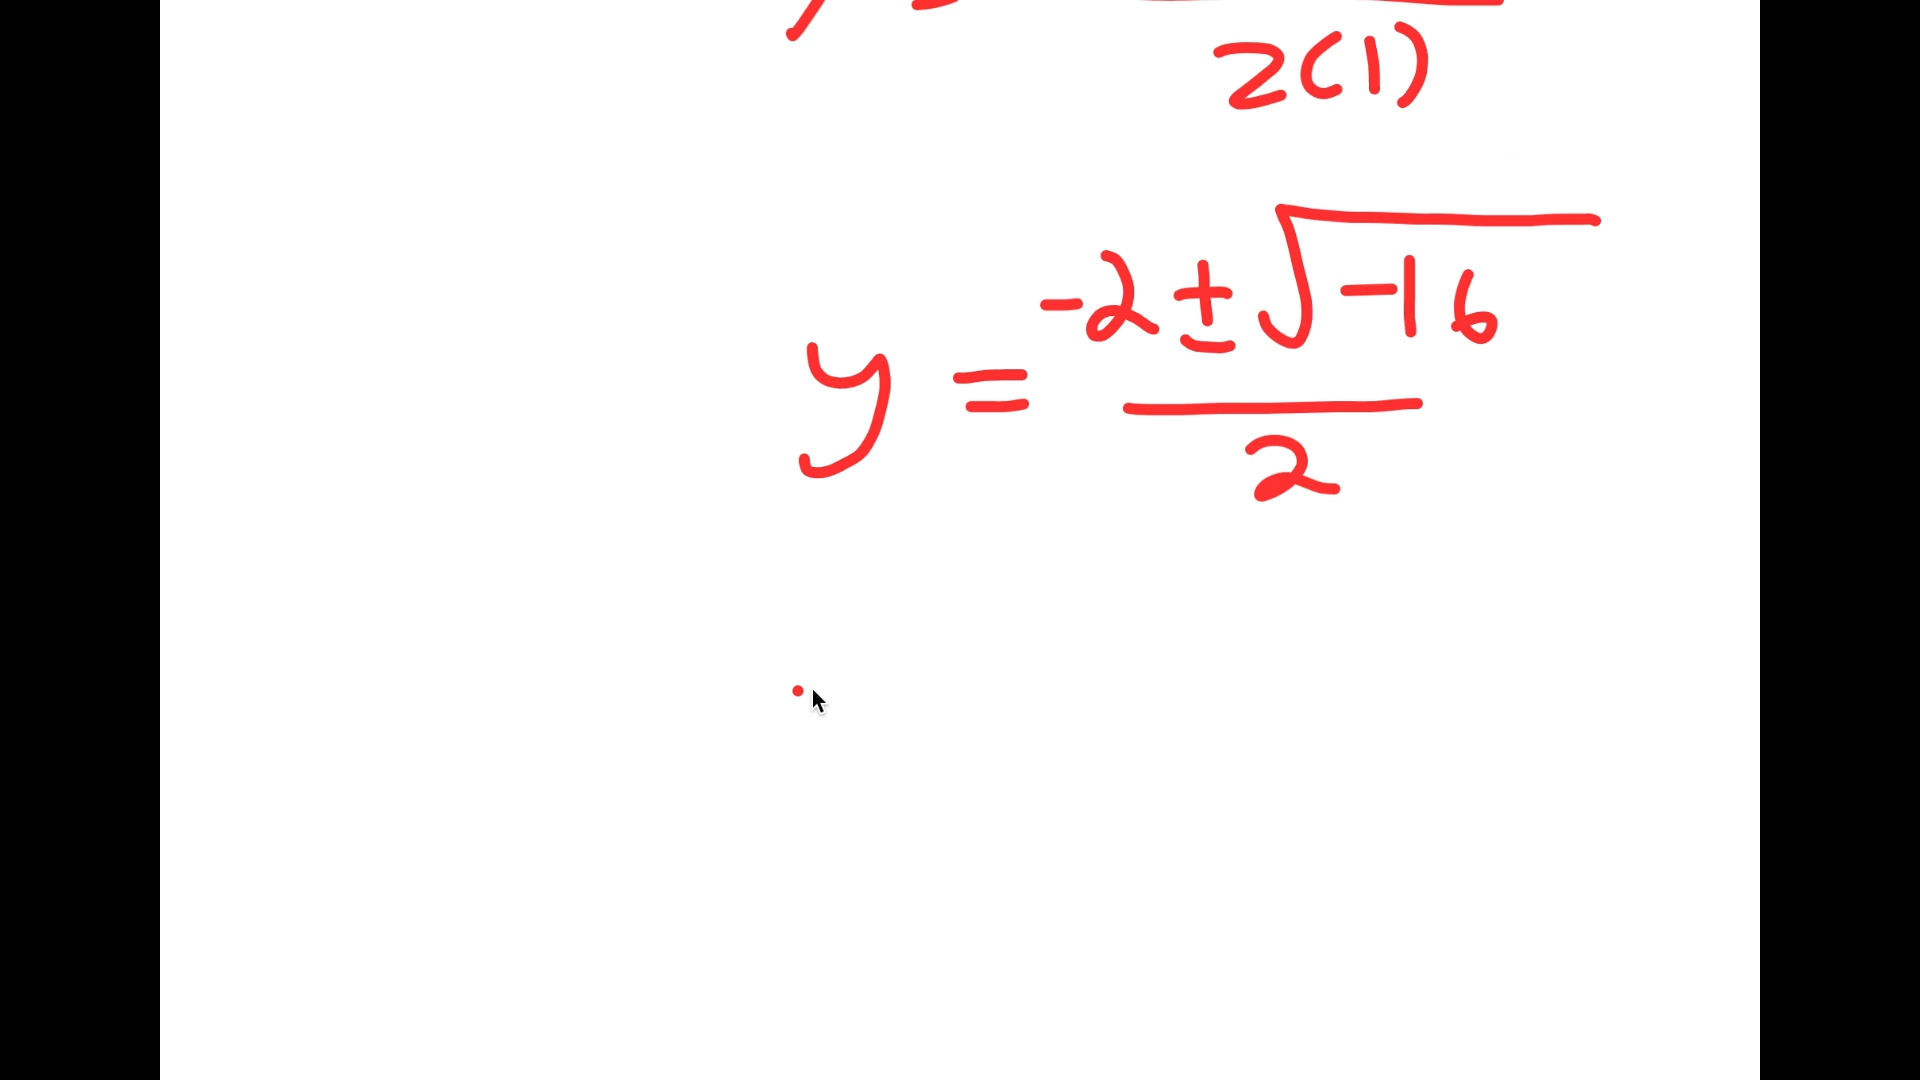 2(1)
y = (-2 ± √-16) / 2